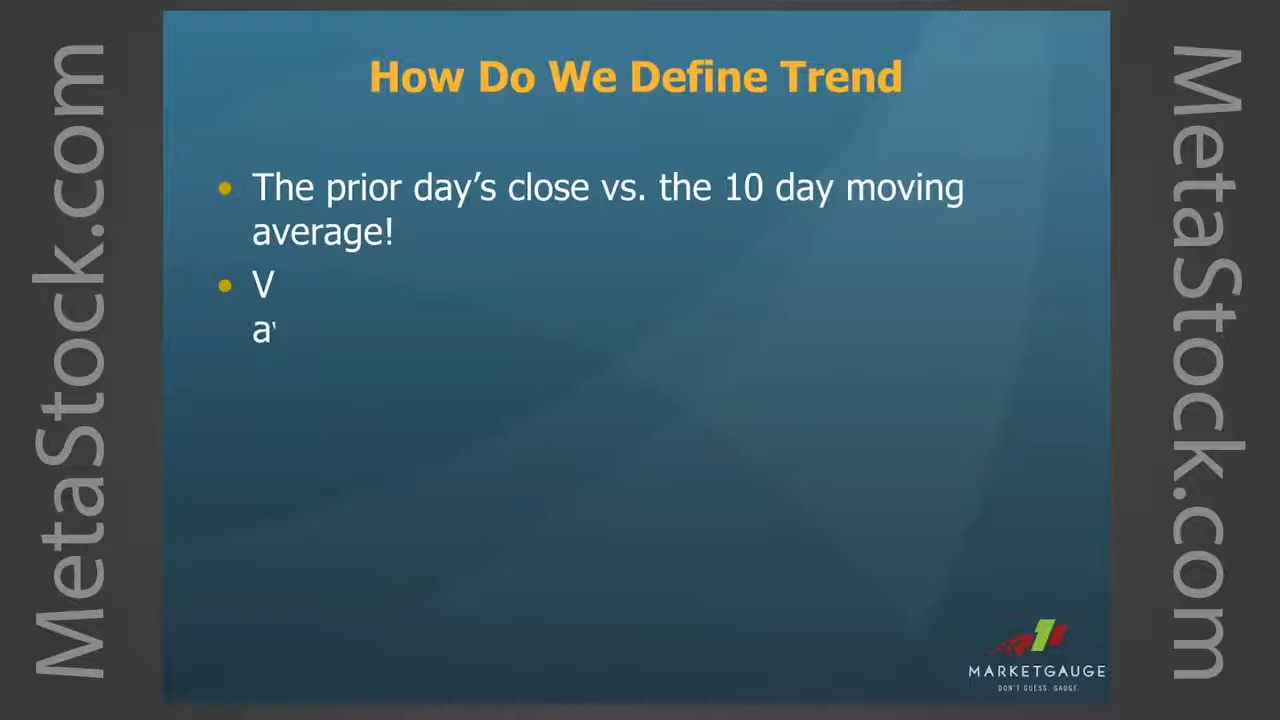 MetaStock.com
How Do We Define Trend
• The prior day’s close vs. the 10 day moving
average!
• V
MARKETGAUGE
DON'T GUESS. GAUGE.
MetaStock.com